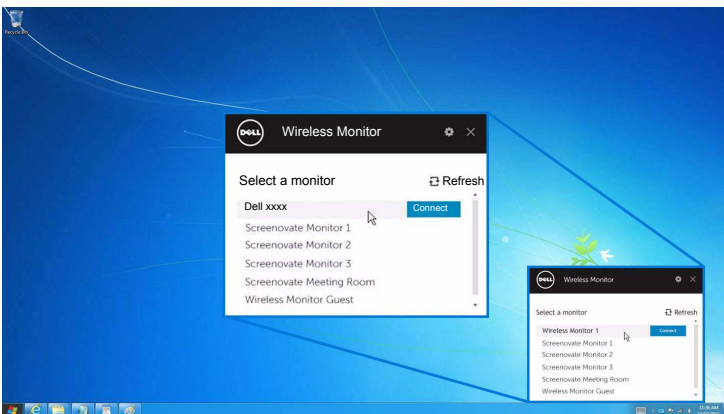 Recycle Bin
DELL
Wireless Monitor
Select a monitor
Refresh
Dell xxxx
Connect
Screenovate Monitor 1
Screenovate Monitor 2
Screenovate Monitor 3
Screenovate Meeting Room
Wireless Monitor Guest
DELL
Wireless Monitor
Select a monitor
Refresh
Wireless Monitor 1
Connect
Screenovate Monitor 1
Screenovate Monitor 2
Screenovate Monitor 3
Screenovate Meeting Room
Wireless Monitor Guest